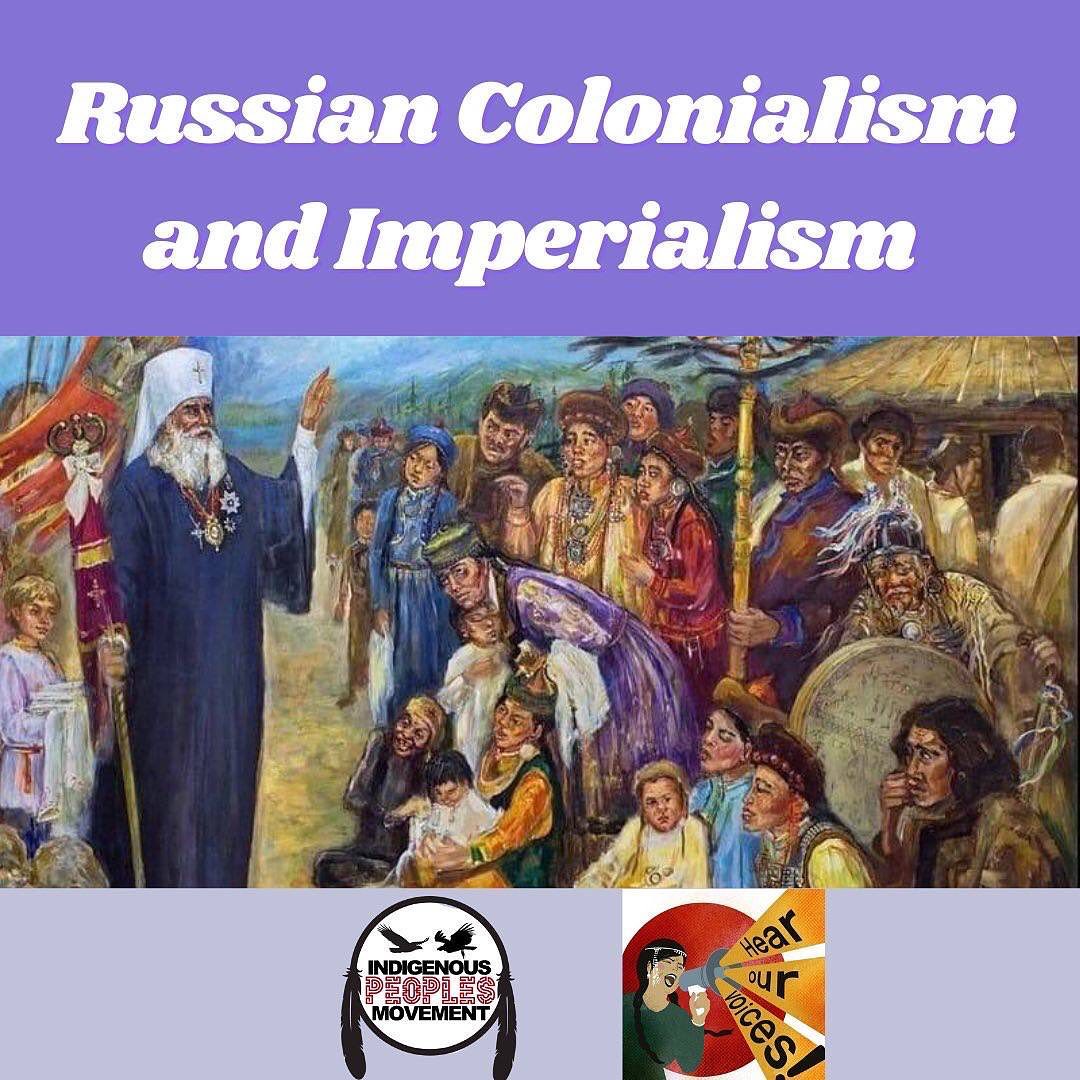 Russian Colonialism
and Imperialism
INDIGENOUS
PEOPLES
MOVEMENT
Hear
our
voices!